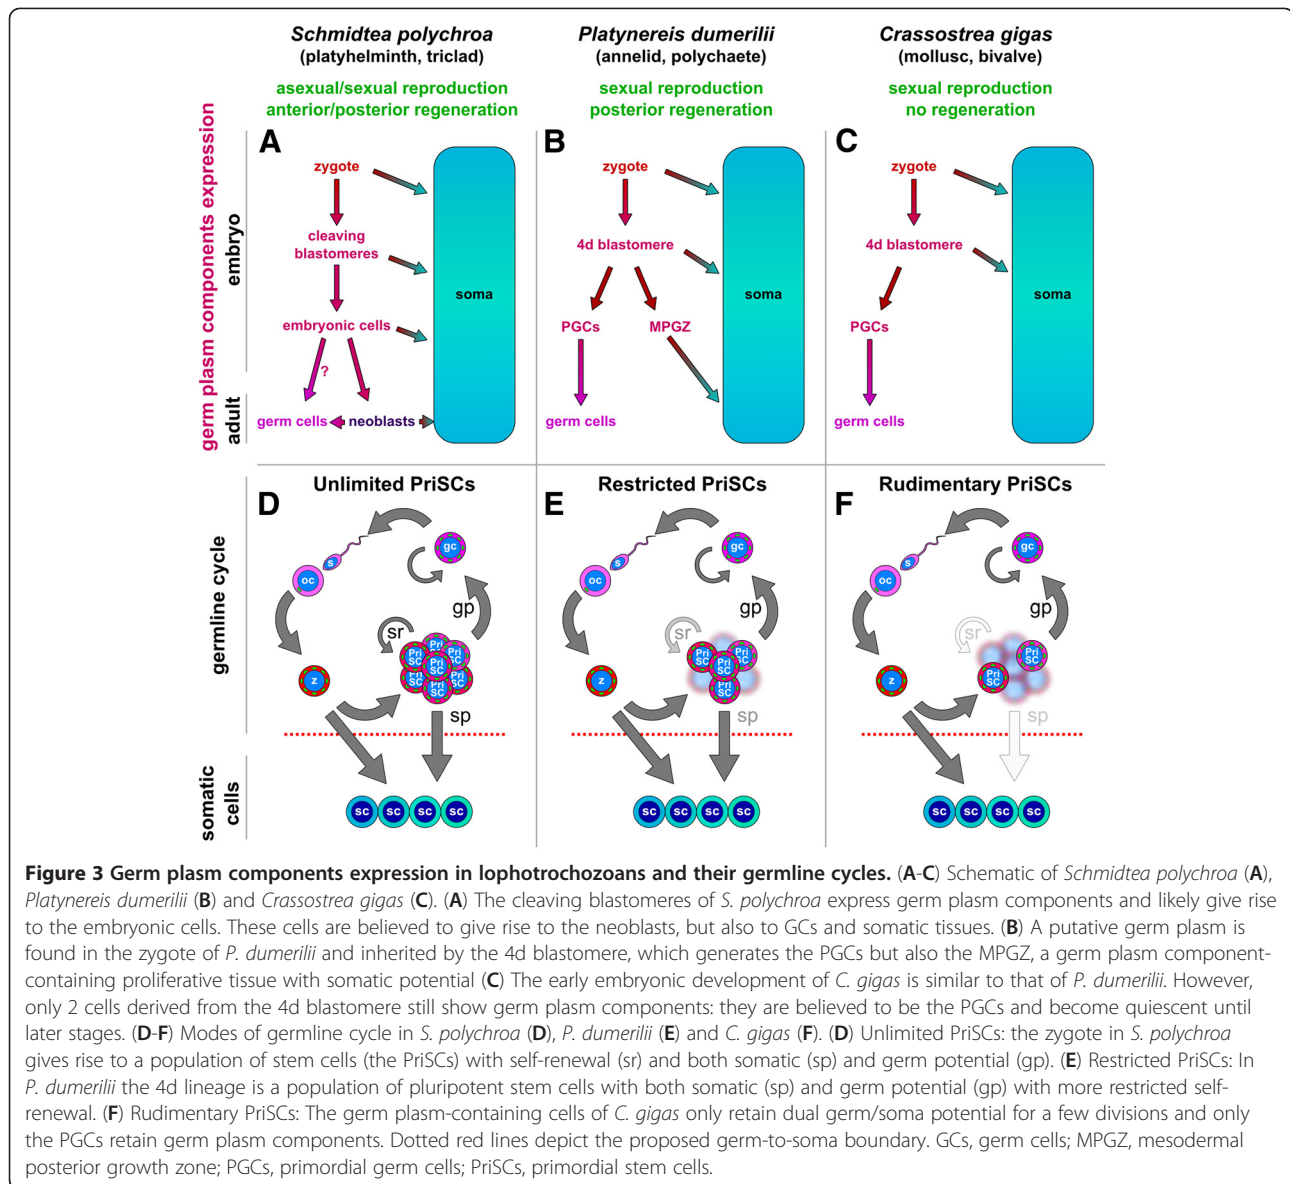 Schmidtea polychroa
(platyhelminth, triclad)
asexual/sexual reproduction
anterior/posterior regeneration
Platynereis dumerilii
(annelid, polychaete)
sexual reproduction
posterior regeneration
Crassostrea gigas
(mollusc, bivalve)
sexual reproduction
no regeneration
germ plasm components expression
embryo
adult
A
zygote
cleaving
blastomeres
embryonic cells
?
germ cells
neoblasts
soma
B
zygote
4d blastomere
PGCs
MPGZ
germ cells
soma
C
zygote
4d blastomere
PGCs
germ cells
soma
germline cycle
somatic
cells
D
Unlimited PriSCs
gc
s
oc
gp
sr
Pri
Pri
SC
Pri
SC
Pri
SC
Pri
SC
Pri
SC
Pri
SC
z
sp
sc
sc
sc
sc
E
Restricted PriSCs
gc
s
oc
gp
sr
Pri
SC
Pri
SC
Pri
SC
z
sp
sc
sc
sc
sc
F
Rudimentary PriSCs
gc
s
oc
gp
sr
Pri
SC
Pri
SC
z
sp
sc
sc
sc
sc
Figure 3 Germ plasm components expression in lophotrochozoans and their germline cycles. (A-C) Schematic of Schmidtea polychroa (A),
Platynereis dumerilii (B) and Crassostrea gigas (C). (A) The cleaving blastomeres of S. polychroa express germ plasm components and likely give rise
to the embryonic cells. These cells are believed to give rise to the neoblasts, but also to GCs and somatic tissues. (B) A putative germ plasm is
found in the zygote of P. dumerilii and inherited by the 4d blastomere, which generates the PGCs but also the MPGZ, a germ plasm component-
containing proliferative tissue with somatic potential (C) The early embryonic development of C. gigas is similar to that of P. dumerilii. However,
only 2 cells derived from the 4d blastomere still show germ plasm components: they are believed to be the PGCs and become quiescent until
later stages. (D-F) Modes of germline cycle in S. polychroa (D), P. dumerilii (E) and C. gigas (F). (D) Unlimited PriSCs: the zygote in S. polychroa
gives rise to a population of stem cells (the PriSCs) with self-renewal (sr) and both somatic (sp) and germ potential (gp). (E) Restricted PriSCs: In
P. dumerilii the 4d lineage is a population of pluripotent stem cells with both somatic (sp) and germ potential (gp) with more restricted self-
renewal. (F) Rudimentary PriSCs: The germ plasm-containing cells of C. gigas only retain dual germ/soma potential for a few divisions and only
the PGCs retain germ plasm components. Dotted red lines depict the proposed germ-to-soma boundary. GCs, germ cells; MPGZ, mesodermal
posterior growth zone; PGCs, primordial germ cells; PriSCs, primordial stem cells.